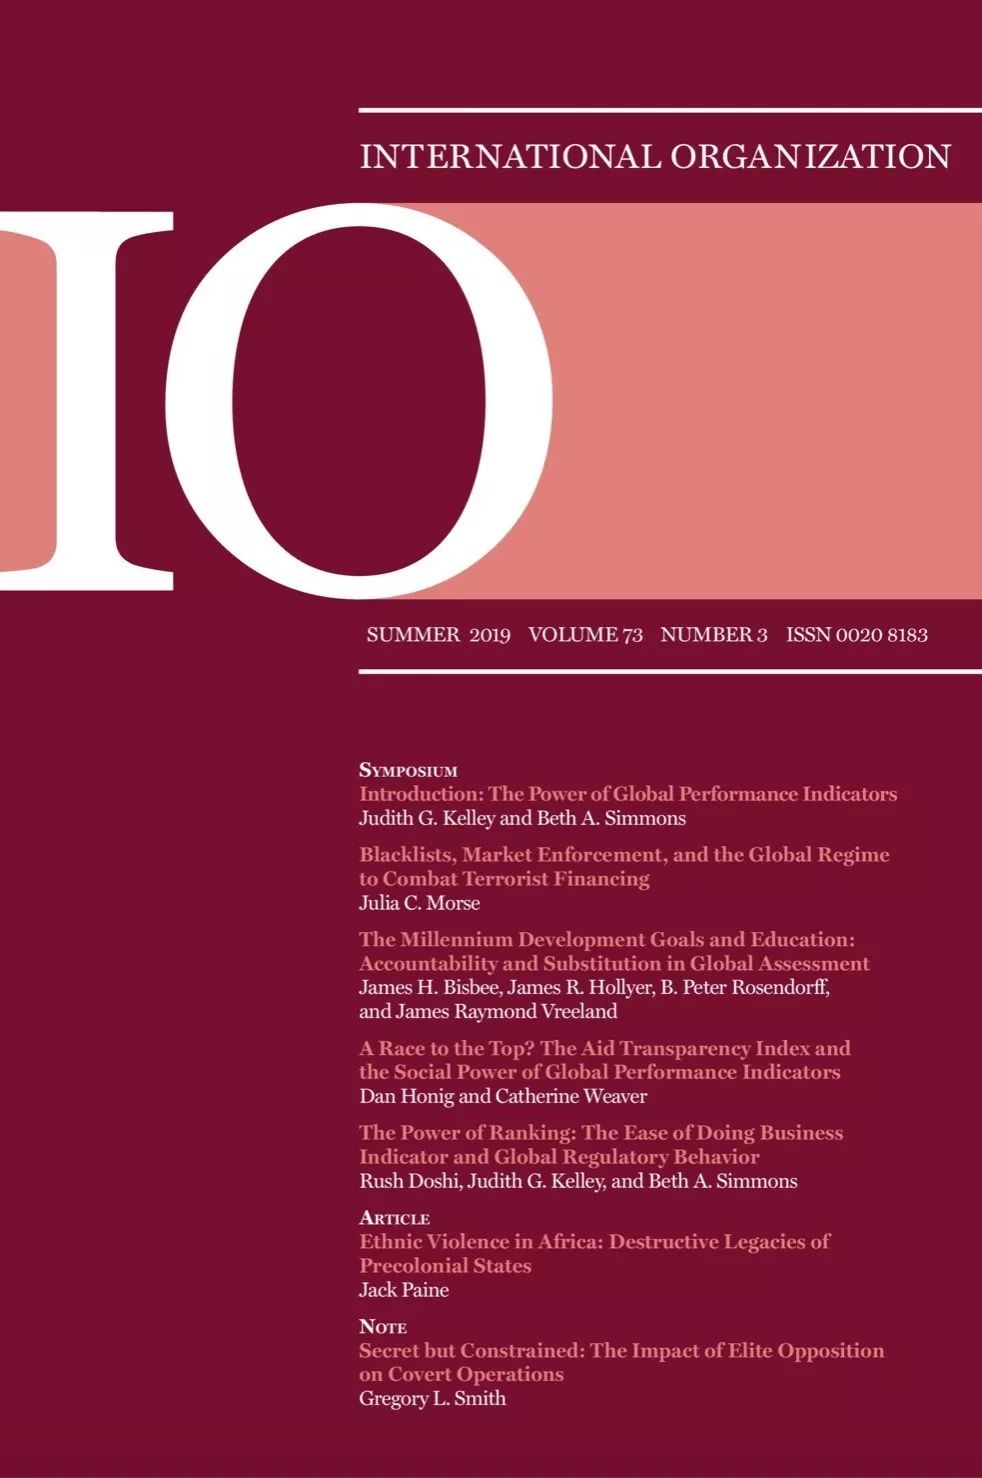 INTERNATIONAL ORGANIZATION
IO
SUMMER 2019 VOLUME 73 NUMBER 3 ISSN 0020 8183
SYMPOSIUM
Introduction: The Power of Global Performance Indicators
Judith G. Kelley and Beth A. Simmons
Blacklists, Market Enforcement, and the Global Regime
to Combat Terrorist Financing
Julia C. Morse
The Millennium Development Goals and Education:
Accountability and Substitution in Global Assessment
James H. Bisbee, James R. Hollyer, B. Peter Rosendorff,
and James Raymond Vreeland
A Race to the Top? The Aid Transparency Index and
the Social Power of Global Performance Indicators
Dan Honig and Catherine Weaver
The Power of Ranking: The Ease of Doing Business
Indicator and Global Regulatory Behavior
Rush Doshi, Judith G. Kelley, and Beth A. Simmons
ARTICLE
Ethnic Violence in Africa: Destructive Legacies of
Precolonial States
Jack Paine
NOTE
Secret but Constrained: The Impact of Elite Opposition
on Covert Operations
Gregory L. Smith